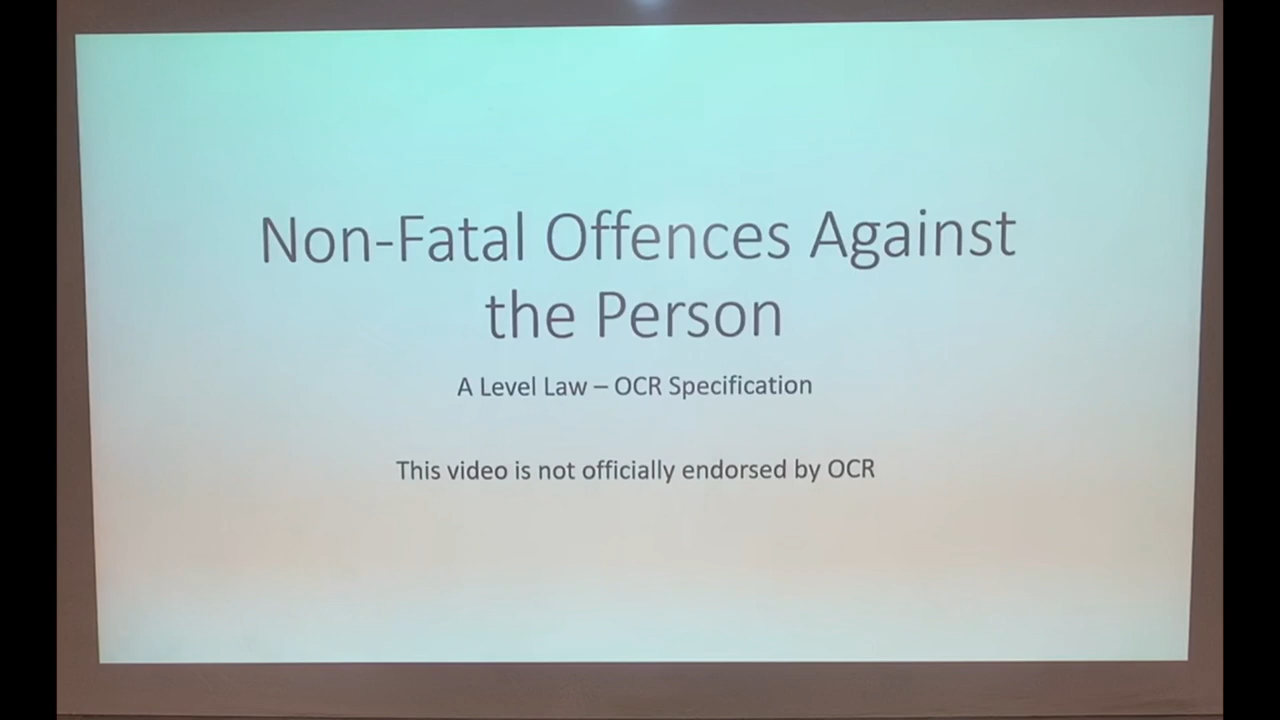 Non-Fatal Offences Against
the Person
A Level Law – OCR Specification
This video is not officially endorsed by OCR